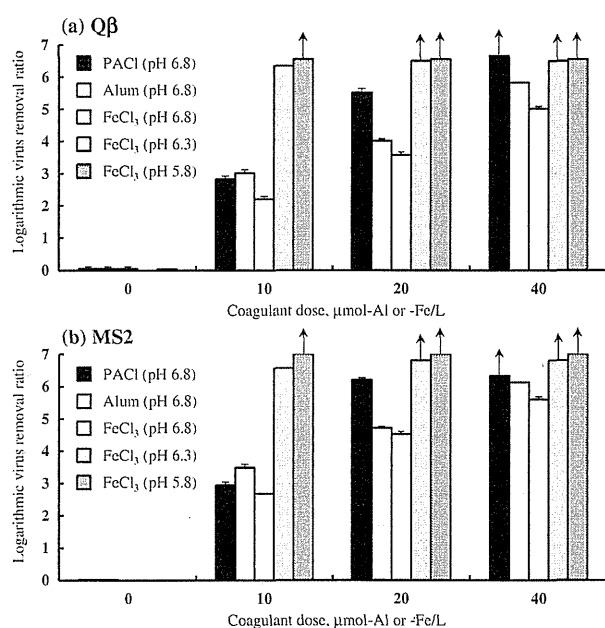 (a) Qβ
Logarithmic virus removal ratio
7
6
5
4
3
2
1
0
PACl (pH 6.8)
Alum (pH 6.8)
FeCl₃ (pH 6.8)
FeCl₃ (pH 6.3)
FeCl₃ (pH 5.8)
0 10 20 40
Coagulant dose, μmol-Al or -Fe/L
(b) MS2
Logarithmic virus removal ratio
7
6
5
4
3
2
1
0
PACl (pH 6.8)
Alum (pH 6.8)
FeCl₃ (pH 6.8)
FeCl₃ (pH 6.3)
FeCl₃ (pH 5.8)
0 10 20 40
Coagulant dose, μmol-Al or -Fe/L